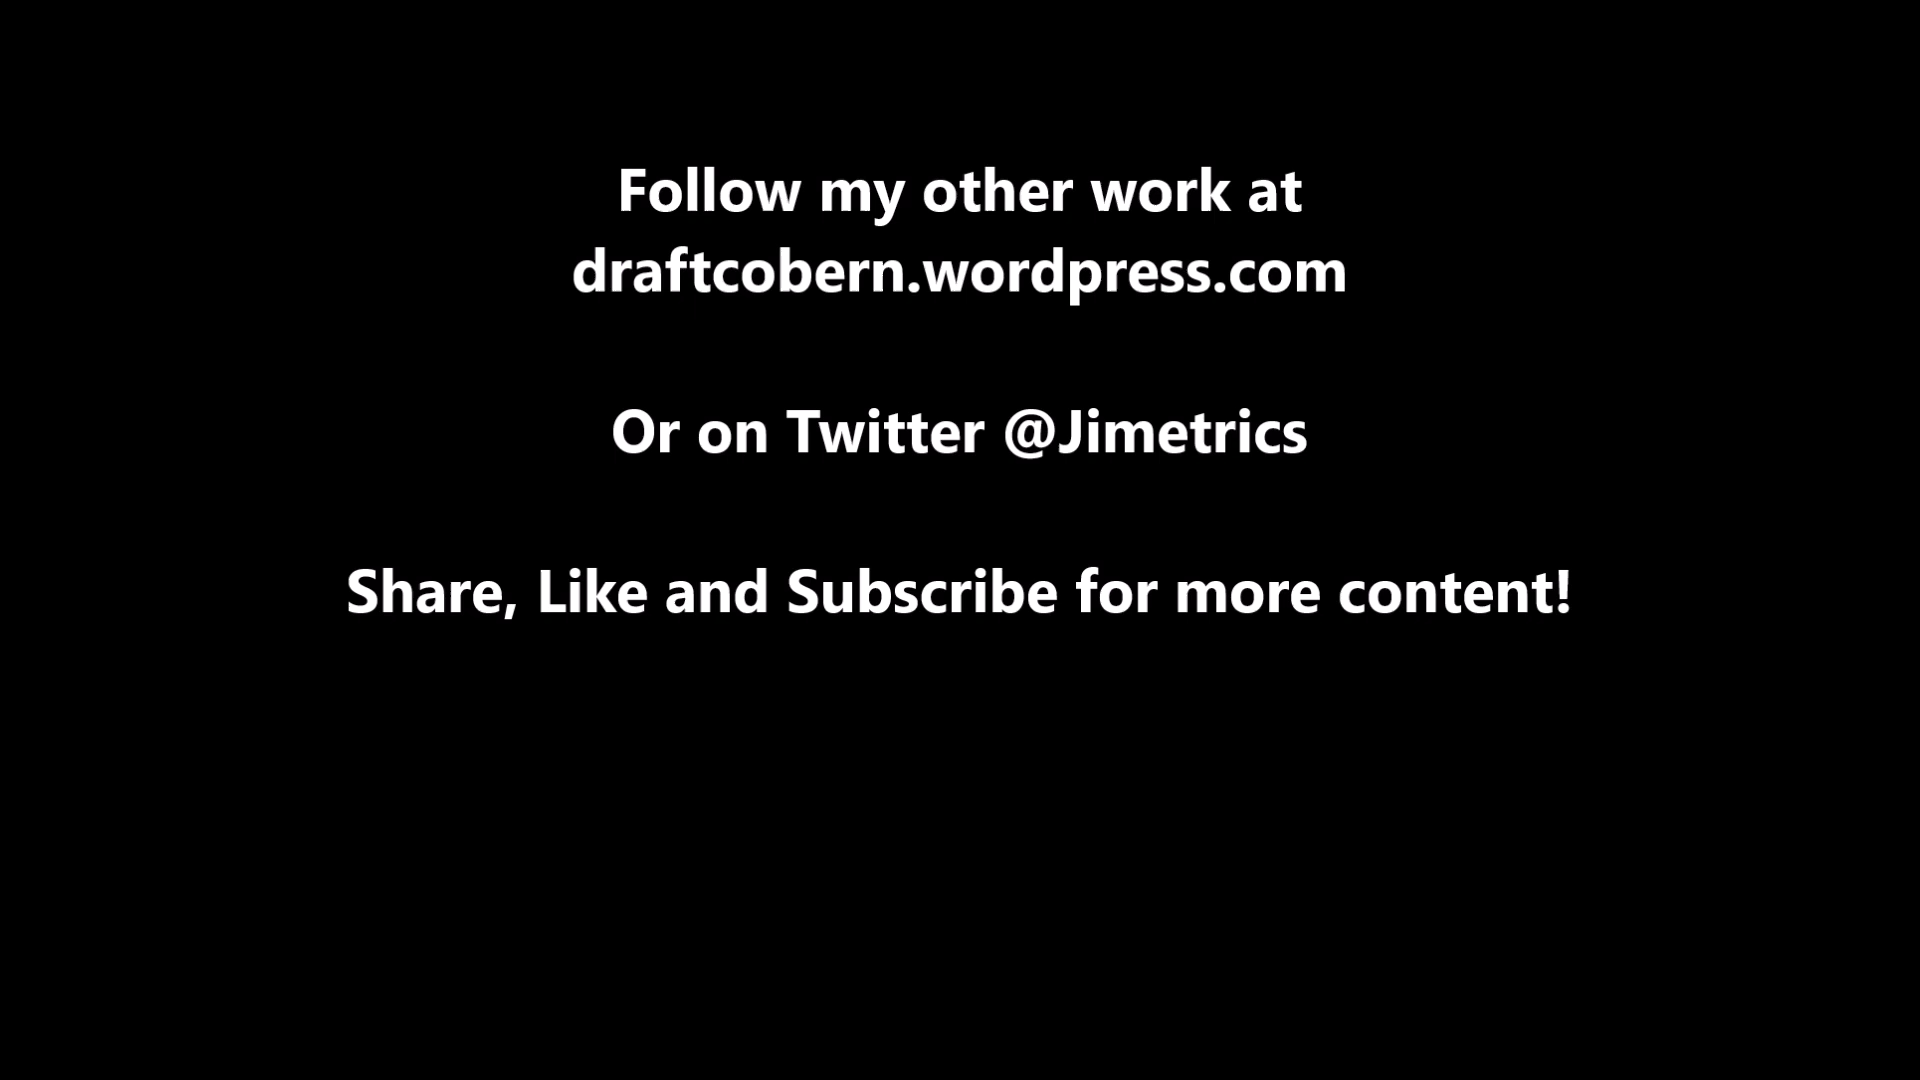 Follow my other work at
draftcobern.wordpress.com
Or on Twitter @Jimetrics
Share, Like and Subscribe for more content!